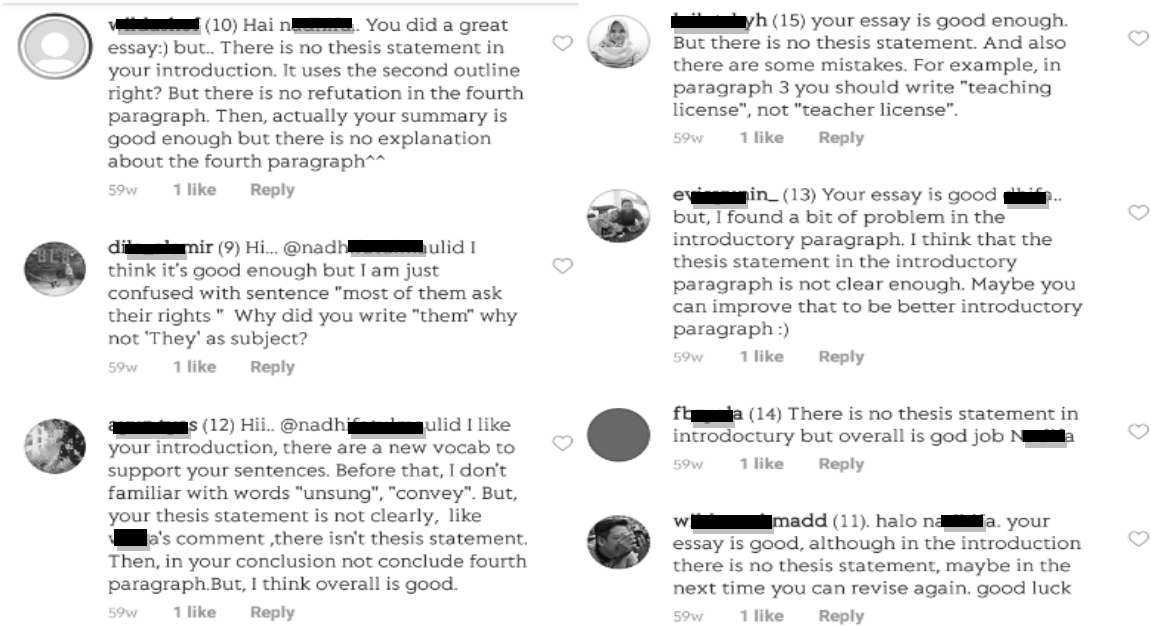 (10) Hai
You did a great
essay:) but.. There is no thesis statement in
your introduction. It uses the second outline
right? But there is no refutation in the fourth
paragraph. Then, actually your summary is
good enough but there is no explanation
about the fourth paragraph^^
59w 1 like Reply
(9) Hi... I
think it's good enough but I am just
confused with sentence "most of them ask
their rights " Why did you write "them" why
not 'They' as subject?
59w 1 like Reply
(12) Hii.. I like
your introduction, there are a new vocab to
support your sentences. Before that, I don't
familiar with words "unsung", "convey". But,
your thesis statement is not clearly, like
comment ,there isn't thesis statement.
Then, in your conclusion not conclude fourth
paragraph.But, I think overall is good.
59w 1 like Reply
(15) your essay is good enough.
But there is no thesis statement. And also
there are some mistakes. For example, in
paragraph 3 you should write "teaching
license", not "teacher license".
59w 1 like Reply
(13) Your essay is good
but, I found a bit of problem in the
introductory paragraph. I think that the
thesis statement in the introductory
paragraph is not clear enough. Maybe you
can improve that to be better introductory
paragraph :)
59w 1 like Reply
(14) There is no thesis statement in
introdoctury but overall is god job
59w 1 like Reply
(11). halo your
essay is good, although in the introduction
there is no thesis statement, maybe in the
next time you can revise again. good luck
59w 1 like Reply